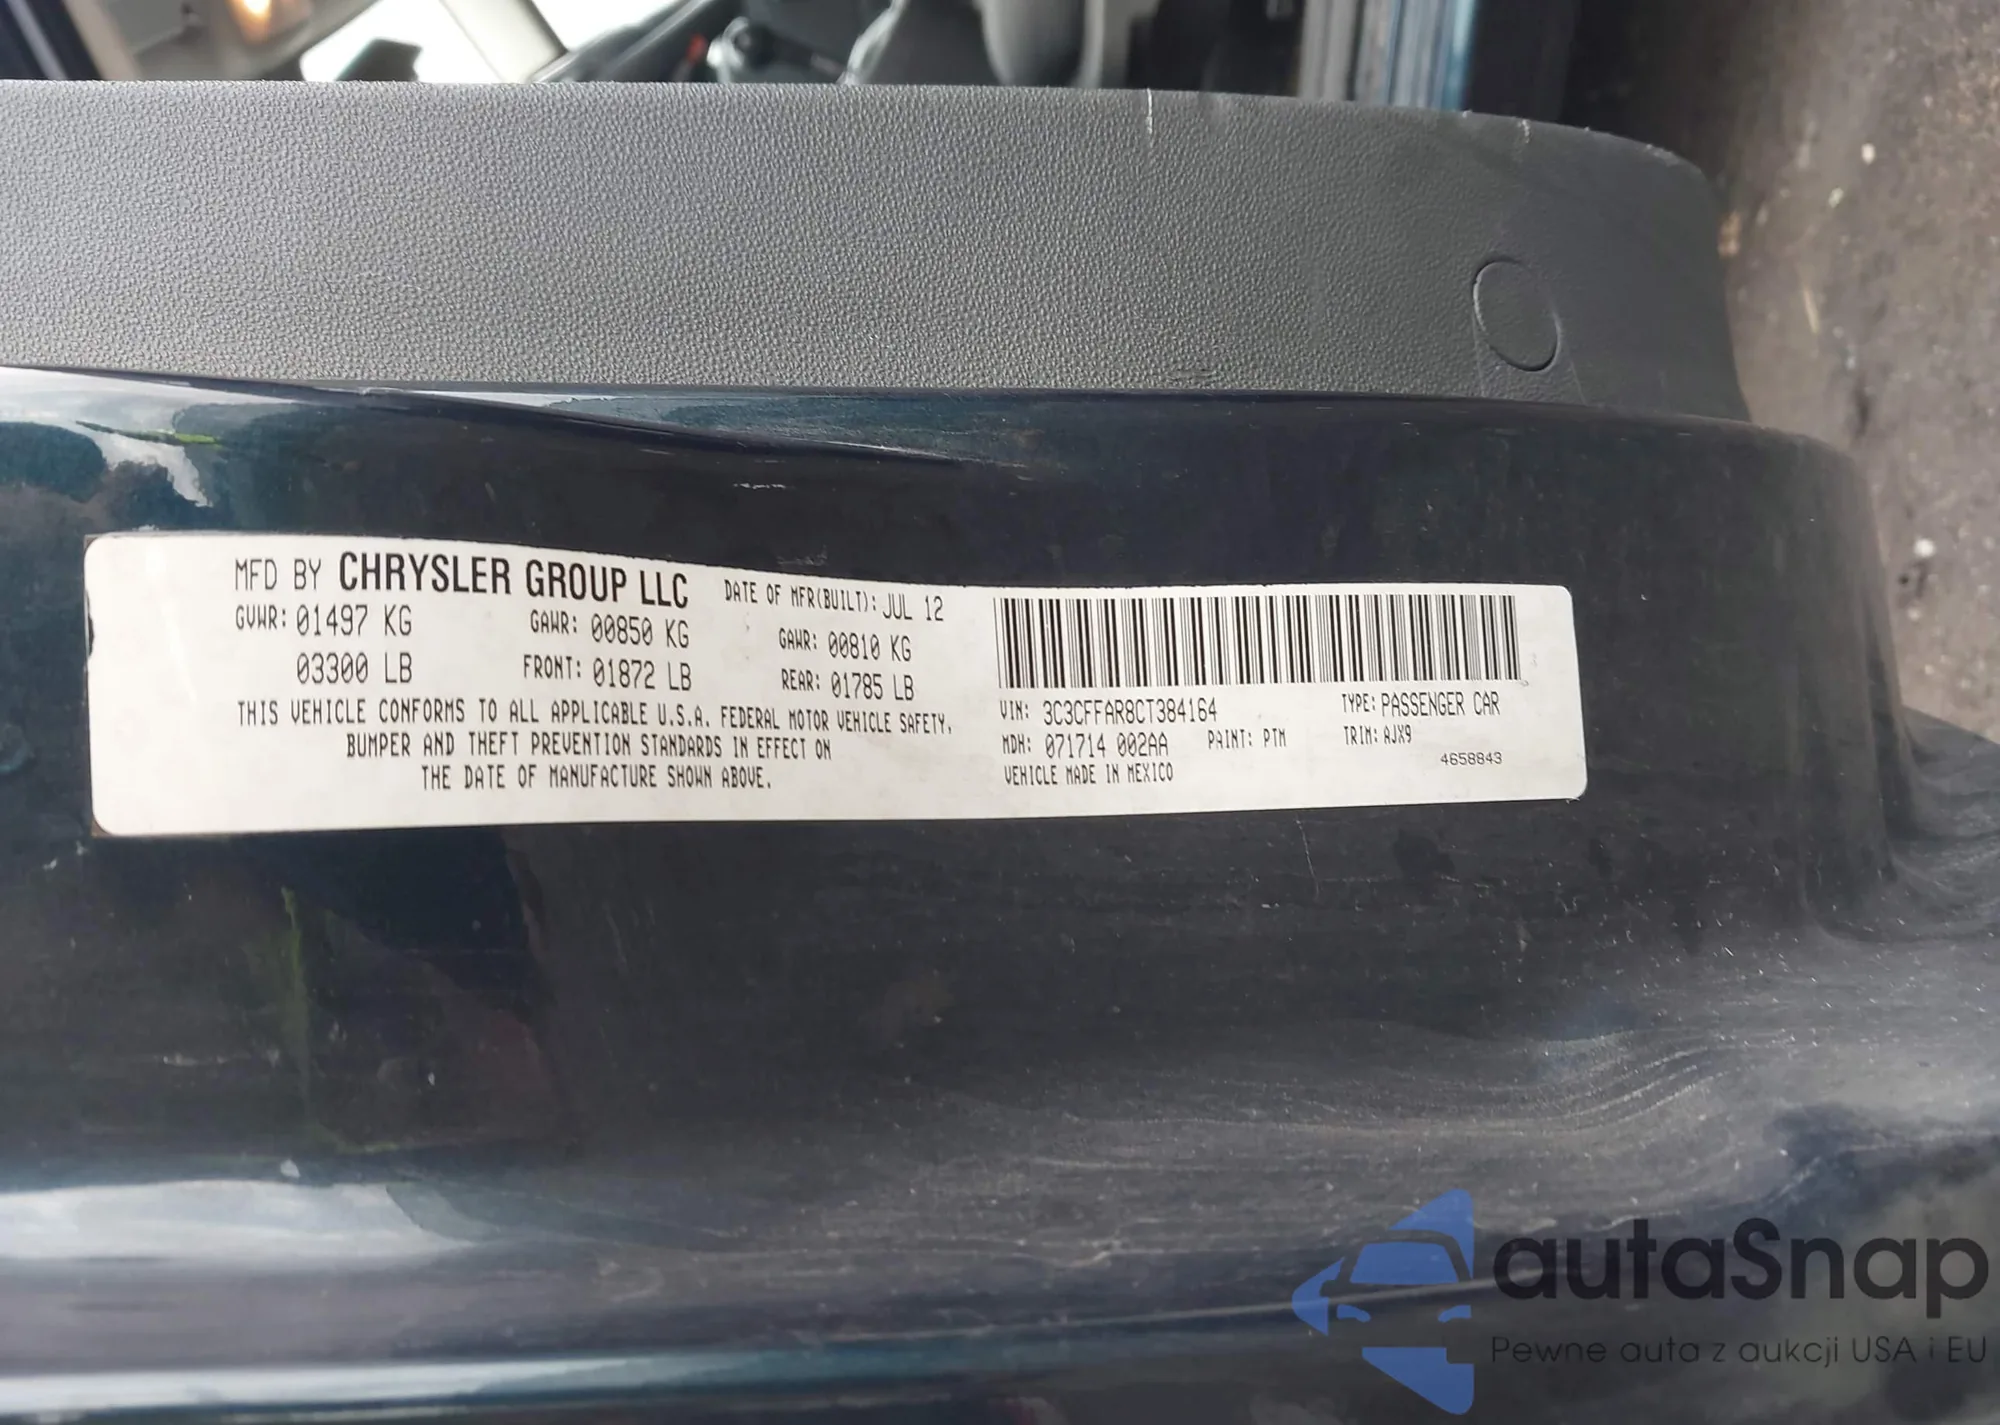 MFD BY CHRYSLER GROUP LLC DATE OF MFR(BUILT): JUL 12
GVWR: 01497 KG GAWR: 00850 KG GAWR: 00810 KG
03300 LB FRONT: 01872 LB REAR: 01785 LB
THIS VEHICLE CONFORMS TO ALL APPLICABLE U.S.A. FEDERAL MOTOR VEHICLE SAFETY,
BUMPER AND THEFT PREVENTION STANDARDS IN EFFECT ON
THE DATE OF MANUFACTURE SHOWN ABOVE.
VIN: 3C3CFFAR8CT384164 TYPE: PASSENGER CAR
MDH: 071714 002AA PAINT: PTM TRIM: AJX9
VEHICLE MADE IN MEXICO 4658843
autaSnap
Pewne auta z aukcji USA i EU